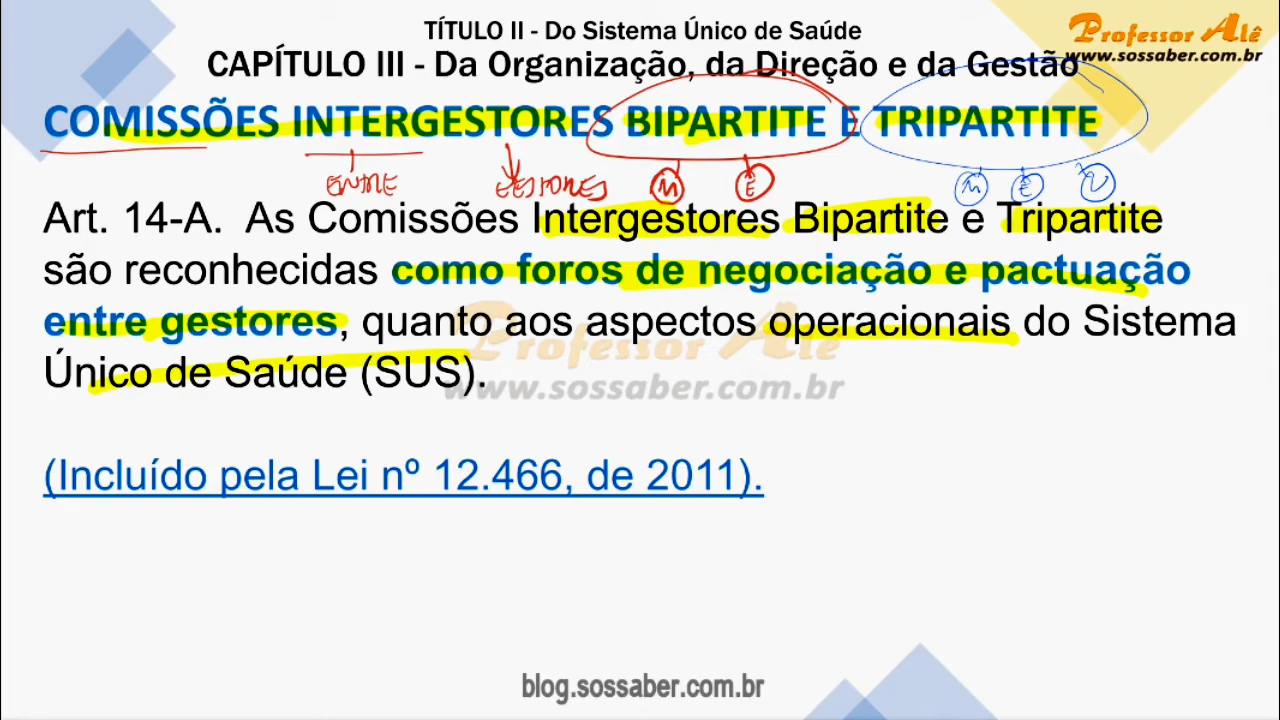 TÍTULO II - Do Sistema Único de Saúde
Professor Alê
www.sossaber.com.br
CAPÍTULO III - Da Organização, da Direção e da Gestão
COMISSÕES INTERGESTORES BIPARTITE E TRIPARTITE
ENTRE GESTORES M E M E U
Art. 14-A. As Comissões Intergestores Bipartite e Tripartite
são reconhecidas como foros de negociação e pactuação
entre gestores, quanto aos aspectos operacionais do Sistema
Único de Saúde (SUS).
Professor Alê
www.sossaber.com.br
(Incluído pela Lei nº 12.466, de 2011).
blog.sossaber.com.br